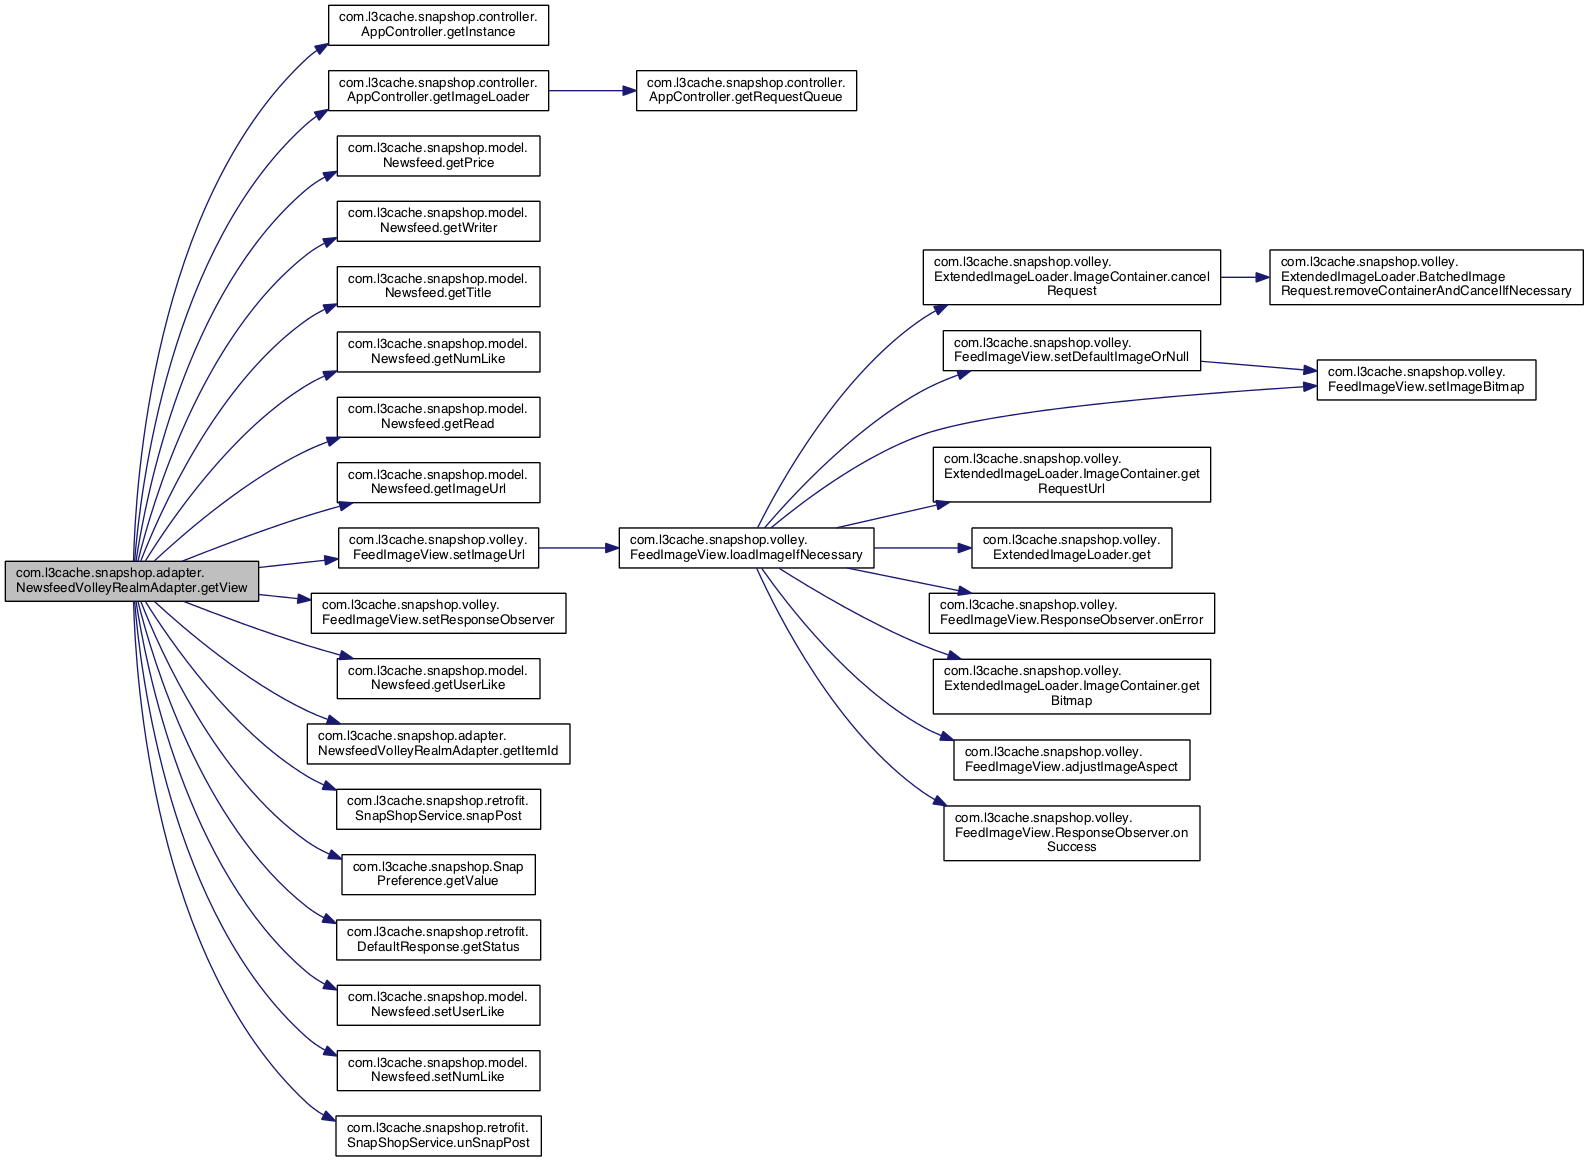 com.l3cache.snapshop.controller.
AppController.getInstance
com.l3cache.snapshop.controller.
AppController.getImageLoader
com.l3cache.snapshop.controller.
AppController.getRequestQueue
com.l3cache.snapshop.model.
Newsfeed.getPrice
com.l3cache.snapshop.model.
Newsfeed.getWriter
com.l3cache.snapshop.model.
Newsfeed.getTitle
com.l3cache.snapshop.model.
Newsfeed.getNumLike
com.l3cache.snapshop.model.
Newsfeed.getRead
com.l3cache.snapshop.model.
Newsfeed.getImageUrl
com.l3cache.snapshop.volley.
FeedImageView.setImageUrl
com.l3cache.snapshop.adapter.
NewsfeedVolleyRealmAdapter.getView
com.l3cache.snapshop.volley.
FeedImageView.setResponseObserver
com.l3cache.snapshop.model.
Newsfeed.getUserLike
com.l3cache.snapshop.adapter.
NewsfeedVolleyRealmAdapter.getItemId
com.l3cache.snapshop.retrofit.
SnapShopService.snapPost
com.l3cache.snapshop.Snap
Preference.getValue
com.l3cache.snapshop.retrofit.
DefaultResponse.getStatus
com.l3cache.snapshop.model.
Newsfeed.setUserLike
com.l3cache.snapshop.model.
Newsfeed.setNumLike
com.l3cache.snapshop.retrofit.
SnapShopService.unSnapPost
com.l3cache.snapshop.volley.
FeedImageView.loadImageIfNecessary
com.l3cache.snapshop.volley.
ExtendedImageLoader.ImageContainer.cancel
Request
com.l3cache.snapshop.volley.
ExtendedImageLoader.BatchedImage
Request.removeContainerAndCancelIfNecessary
com.l3cache.snapshop.volley.
FeedImageView.setDefaultImageOrNull
com.l3cache.snapshop.volley.
FeedImageView.setImageBitmap
com.l3cache.snapshop.volley.
ExtendedImageLoader.ImageContainer.get
RequestUrl
com.l3cache.snapshop.volley.
ExtendedImageLoader.get
com.l3cache.snapshop.volley.
FeedImageView.ResponseObserver.onError
com.l3cache.snapshop.volley.
ExtendedImageLoader.ImageContainer.get
Bitmap
com.l3cache.snapshop.volley.
FeedImageView.adjustImageAspect
com.l3cache.snapshop.volley.
FeedImageView.ResponseObserver.on
Success